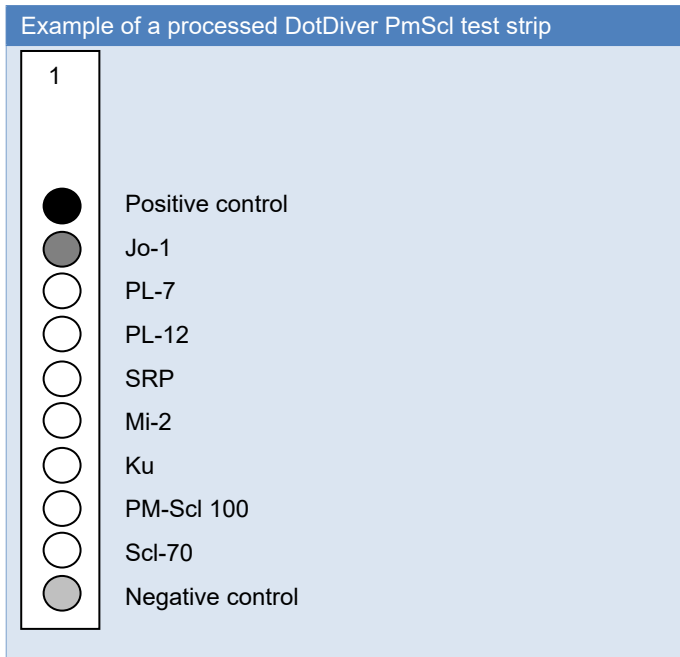 Example of a processed DotDiver PmScl test strip
1
Positive control
Jo-1
PL-7
PL-12
SRP
Mi-2
Ku
PM-Scl 100
Scl-70
Negative control